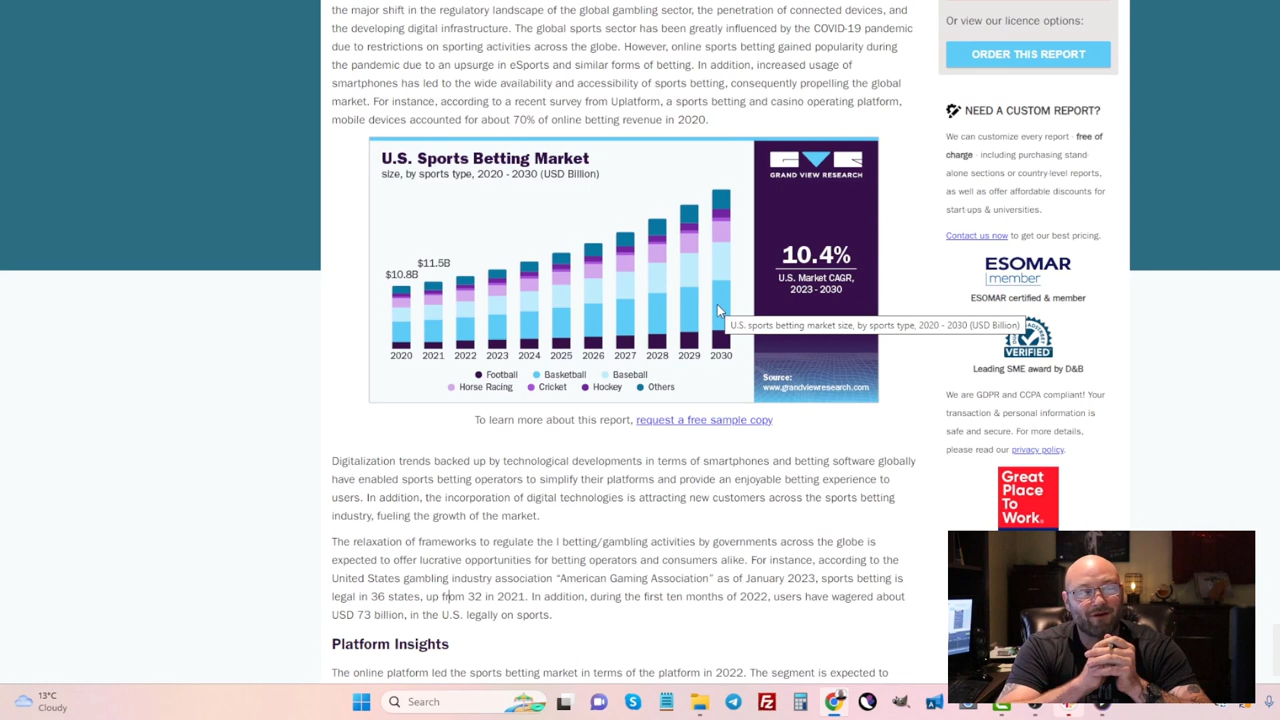 the major shift in the regulatory landscape of the global gambling sector, the penetration of connected devices, and
the developing digital infrastructure. The global sports sector has been greatly influenced by the COVID-19 pandemic
due to restrictions on sporting activities across the globe. However, online sports betting gained popularity during
the pandemic due to an upsurge in eSports and similar forms of betting. In addition, increased usage of
smartphones has led to the wide availability and accessibility of sports betting, consequently propelling the global
market. For instance, according to a recent survey from Uplatform, a sports betting and casino operating platform,
mobile devices accounted for about 70% of online betting revenue in 2020.
U.S. Sports Betting Market
size, by sports type, 2020 - 2030 (USD Billion)
$10.8B
$11.5B
2020 2021 2022 2023 2024 2025 2026 2027 2028 2029 2030
Football Basketball Baseball
Horse Racing Cricket Hockey Others
GRAND VIEW RESEARCH
10.4%
U.S. Market CAGR,
2023 - 2030
Source:
www.grandviewresearch.com
U.S. sports betting market size, by sports type, 2020 - 2030 (USD Billion)
To learn more about this report, request a free sample copy
Digitalization trends backed up by technological developments in terms of smartphones and betting software globally
have enabled sports betting operators to simplify their platforms and provide an enjoyable betting experience to
users. In addition, the incorporation of digital technologies is attracting new customers across the sports betting
industry, fueling the growth of the market.
The relaxation of frameworks to regulate the l betting/gambling activities by governments across the globe is
expected to offer lucrative opportunities for betting operators and consumers alike. For instance, according to the
United States gambling industry association “American Gaming Association” as of January 2023, sports betting is
legal in 36 states, up from 32 in 2021. In addition, during the first ten months of 2022, users have wagered about
USD 73 billion, in the U.S. legally on sports.
Platform Insights
The online platform led the sports betting market in terms of the platform in 2022. The segment is expected to
Or view our licence options:
ORDER THIS REPORT
NEED A CUSTOM REPORT?
We can customize every report - free of
charge - including purchasing stand-
alone sections or country-level reports,
as well as offer affordable discounts for
start-ups & universities.
Contact us now to get our best pricing.
ESOMAR
member
ESOMAR certified & member
VERIFIED
Leading SME award by D&B
We are GDPR and CCPA compliant! Your
transaction & personal information is
safe and secure. For more details,
please read our privacy policy.
Great
Place
To
Work.
13°C
Cloudy
Search